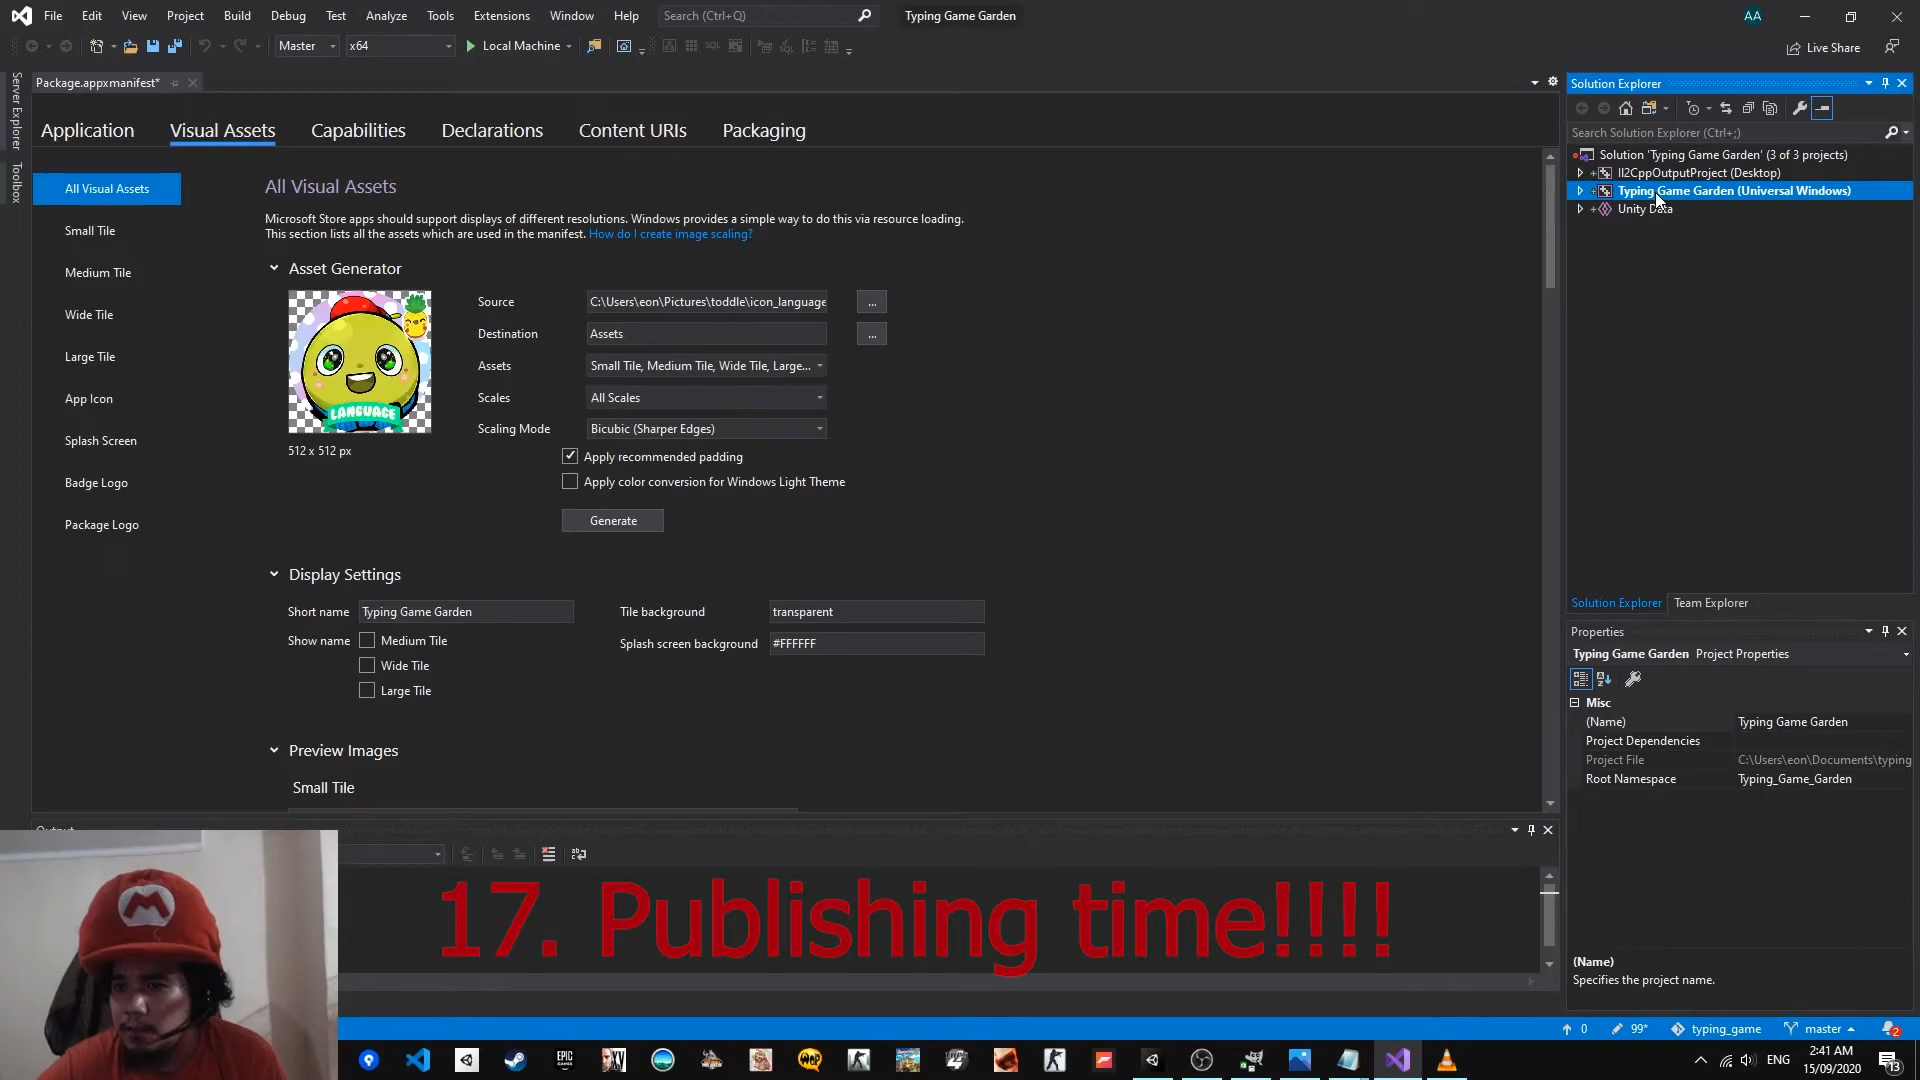 File Edit View Project Build Debug Test Analyze Tools Extensions Window Help Search (Ctrl+Q) Typing Game Garden AA
Master x64 Local Machine Live Share
Server Explorer
Toolbox
Package.appxmanifest*
Application Visual Assets Capabilities Declarations Content URIs Packaging
All Visual Assets
Small Tile
Medium Tile
Wide Tile
Large Tile
App Icon
Splash Screen
Badge Logo
Package Logo
All Visual Assets
Microsoft Store apps should support displays of different resolutions. Windows provides a simple way to do this via resource loading.
This section lists all the assets which are used in the manifest. How do I create image scaling?
Asset Generator
LANGUAGE
512 x 512 px
Source C:\Users\eon\Pictures\toddle\icon_language ...
Destination Assets ...
Assets Small Tile, Medium Tile, Wide Tile, Large...
Scales All Scales
Scaling Mode Bicubic (Sharper Edges)
Apply recommended padding
Apply color conversion for Windows Light Theme
Generate
Display Settings
Short name Typing Game Garden Tile background transparent
Show name Medium Tile Splash screen background #FFFFFF
Wide Tile
Large Tile
Preview Images
Small Tile
Solution Explorer
Search Solution Explorer (Ctrl+;)
Solution 'Typing Game Garden' (3 of 3 projects)
Il2CppOutputProject (Desktop)
Typing Game Garden (Universal Windows)
Unity Data
Solution Explorer Team Explorer
Properties
Typing Game Garden Project Properties
Misc
(Name) Typing Game Garden
Project Dependencies
Project File C:\Users\eon\Documents\typing
Root Namespace Typing_Game_Garden
(Name)
Specifies the project name.
Output
17. Publishing time!!!!
M
0 99* typing_game master 2
ENG 2:41 AM
15/09/2020 13